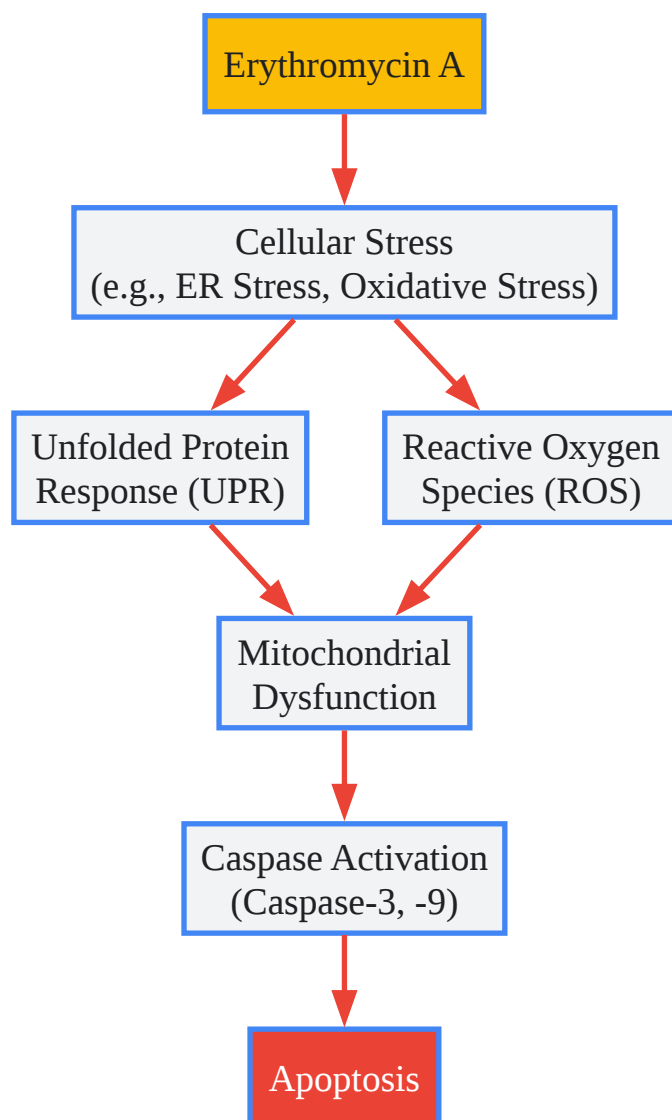 Erythromycin A
Cellular Stress
(e.g., ER Stress, Oxidative Stress)
Unfolded Protein
Response (UPR)
Reactive Oxygen
Species (ROS)
Mitochondrial
Dysfunction
Caspase Activation
(Caspase-3, -9)
Apoptosis